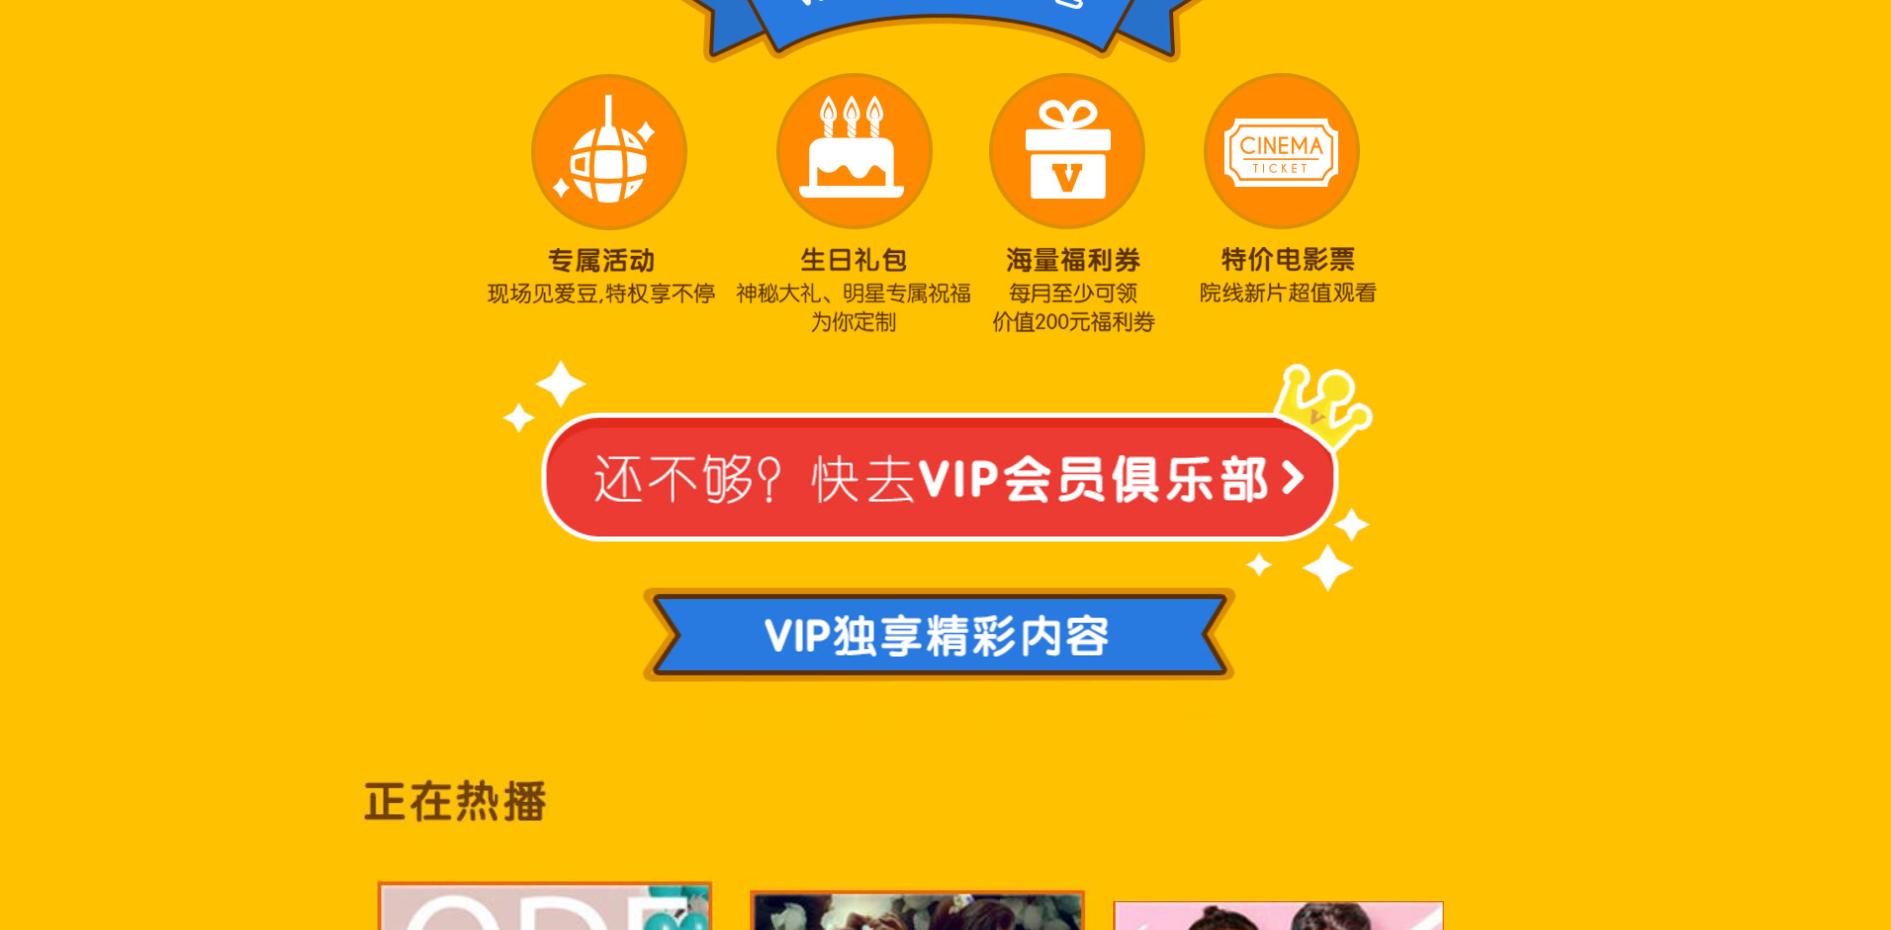 CINEMA
TICKET
V
专属活动
生日礼包
海量福利券
特价电影票
现场见爱豆,特权享不停
神秘大礼、明星专属祝福
为你定制
每月至少可领
价值200元福利券
院线新片超值观看
V
还不够？快去VIP会员俱乐部
VIP独享精彩内容
正在热播